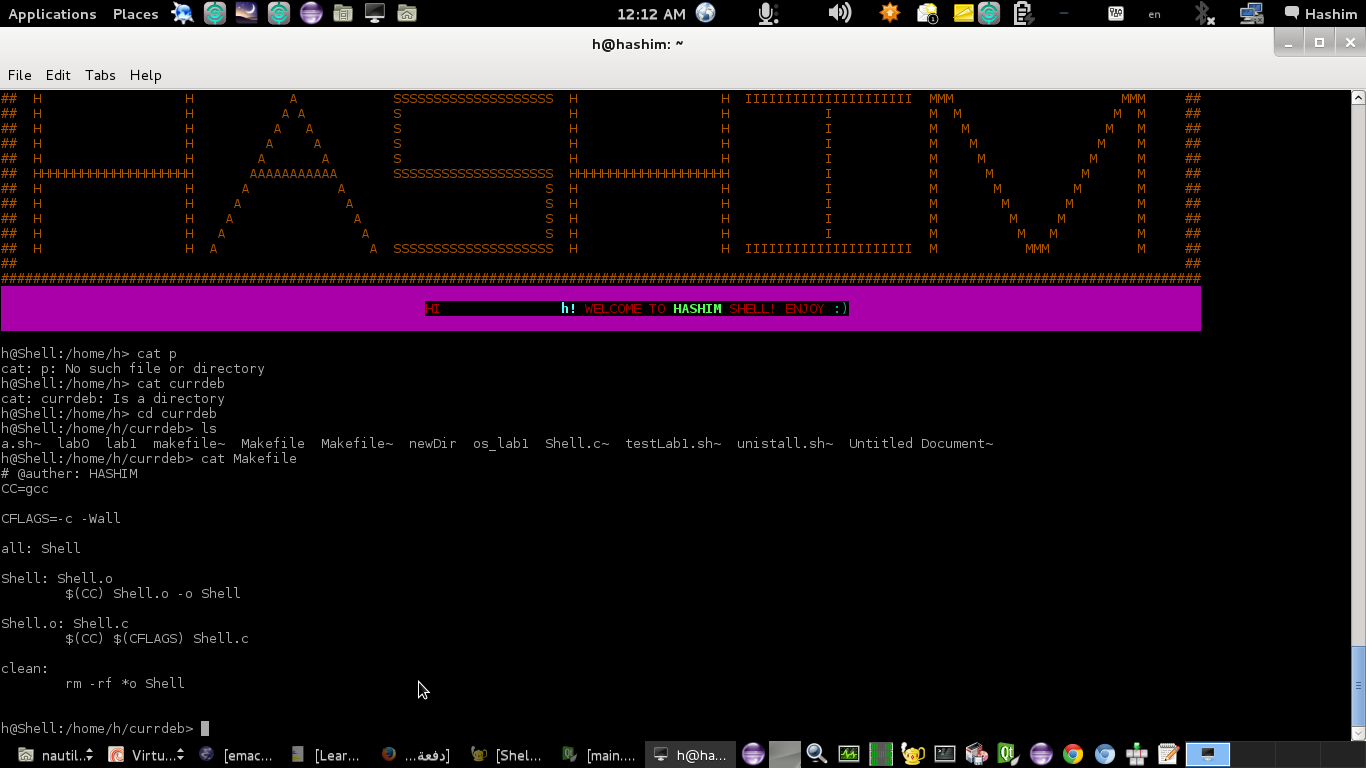 Applications Places 12:12 AM en Hashim
h@hashim: ~
File Edit Tabs Help
## H H A SSSSSSSSSSSSSSSSSSSS H H IIIIIIIIIIIIIIIIIIIII MMM MMM ##
## H H A A S H H I M M M M ##
## H H A A S H H I M M M M ##
## H H A A S H H I M M M M ##
## H H A A S H H I M M M M ##
## HHHHHHHHHHHHHHHHHHHH AAAAAAAAAAA SSSSSSSSSSSSSSSSSSSS HHHHHHHHHHHHHHHHHHHH I M M M M ##
## H H A A S H H I M M M M ##
## H H A A S H H I M M M M ##
## H H A A S H H I M M M M ##
## H H A A S H H I M M M M ##
## H H A A SSSSSSSSSSSSSSSSSSSS H H IIIIIIIIIIIIIIIIIIIII M MMM M ##
## ##
######################################################################################################################################################
HI h! WELCOME TO HASHIM SHELL! ENJOY :)
h@Shell:/home/h> cat p
cat: p: No such file or directory
h@Shell:/home/h> cat currdeb
cat: currdeb: Is a directory
h@Shell:/home/h> cd currdeb
h@Shell:/home/h/currdeb> ls
a.sh~ lab0 lab1 makefile~ Makefile Makefile~ newDir os_lab1 Shell.c~ testLab1.sh~ unistall.sh~ Untitled Document~
h@Shell:/home/h/currdeb> cat Makefile
# @auther: HASHIM
CC=gcc
CFLAGS=-c -Wall
all: Shell
Shell: Shell.o
$(CC) Shell.o -o Shell
Shell.o: Shell.c
$(CC) $(CFLAGS) Shell.c
clean:
rm -rf *o Shell
h@Shell:/home/h/currdeb>
nautil... Virtu... [emac... [Lear... [دفعة... [Shel... [main.... h@ha...